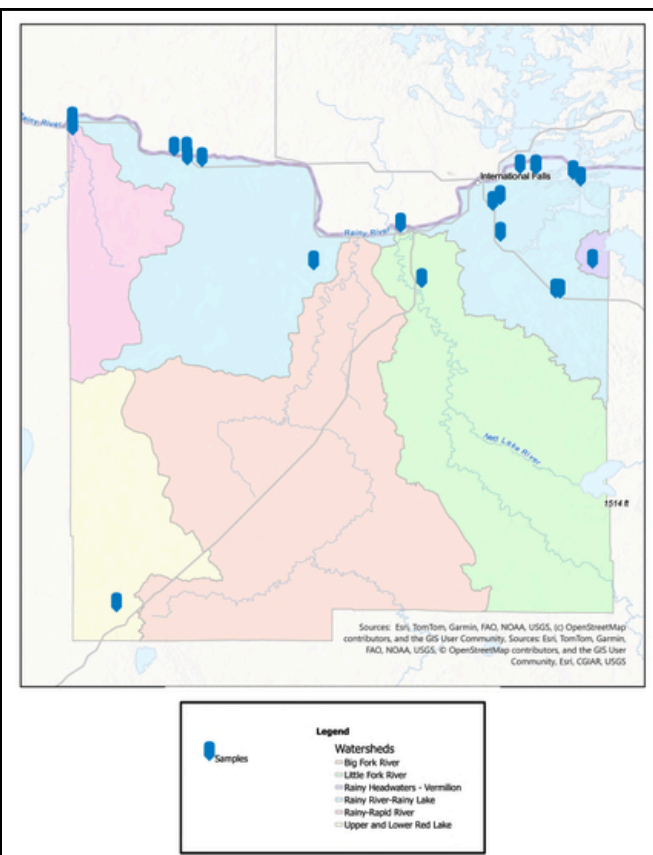 Rainy River
International Falls
Rainy River
Nett Lake River
1514 ft
Sources: Esri, TomTom, Garmin, FAO, NOAA, USGS, (c) OpenStreetMap
contributors, and the GIS User Community, Sources: Esri, TomTom, Garmin,
FAO, NOAA, USGS, © OpenStreetMap contributors, and the GIS User
Community, Esri, CGIAR, USGS
Legend
Samples
Watersheds
Big Fork River
Little Fork River
Rainy Headwaters - Vermilion
Rainy River-Rainy Lake
Rainy-Rapid River
Upper and Lower Red Lake